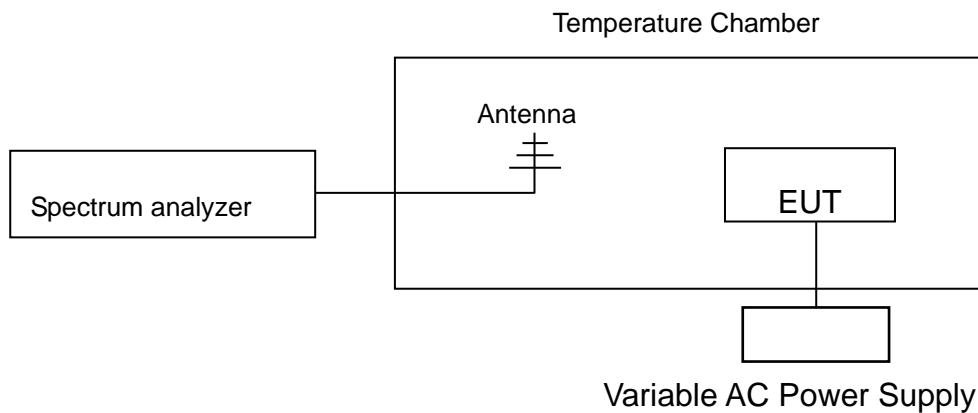 Temperature Chamber
Antenna
Spectrum analyzer
EUT
Variable AC Power Supply